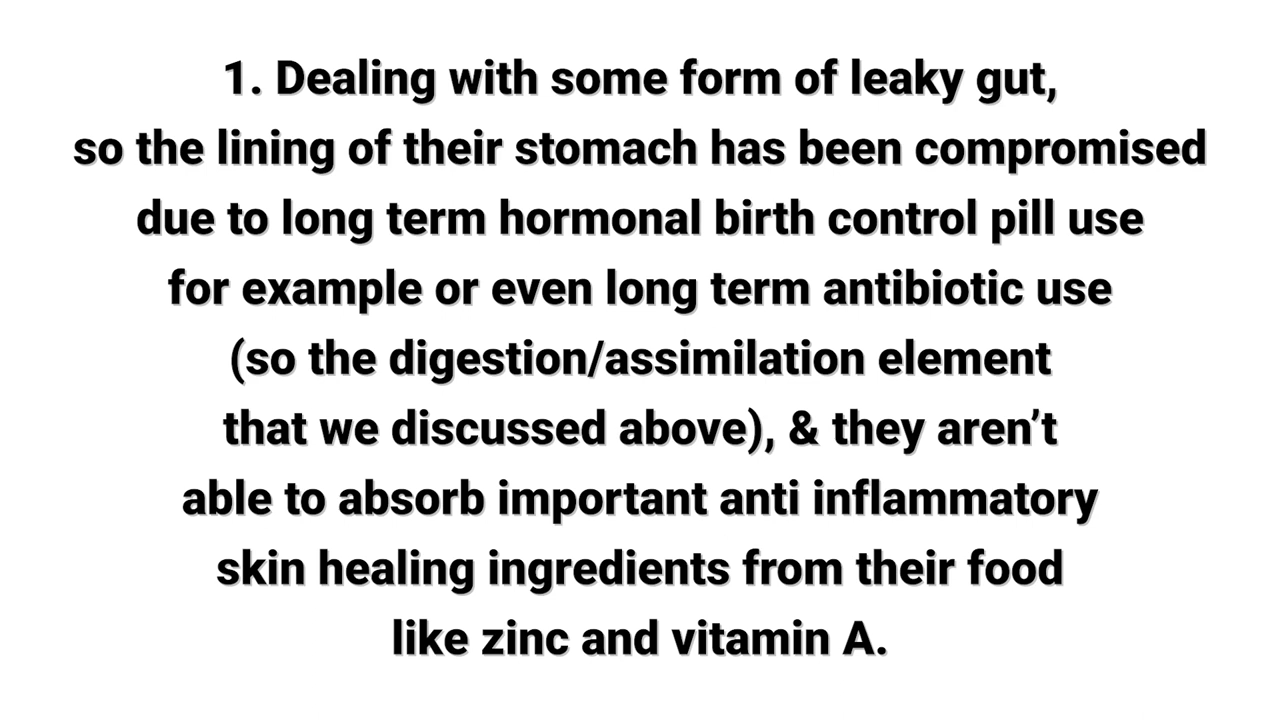 1. Dealing with some form of leaky gut,
so the lining of their stomach has been compromised
due to long term hormonal birth control pill use
for example or even long term antibiotic use
(so the digestion/assimilation element
that we discussed above), & they aren’t
able to absorb important anti inflammatory
skin healing ingredients from their food
like zinc and vitamin A.